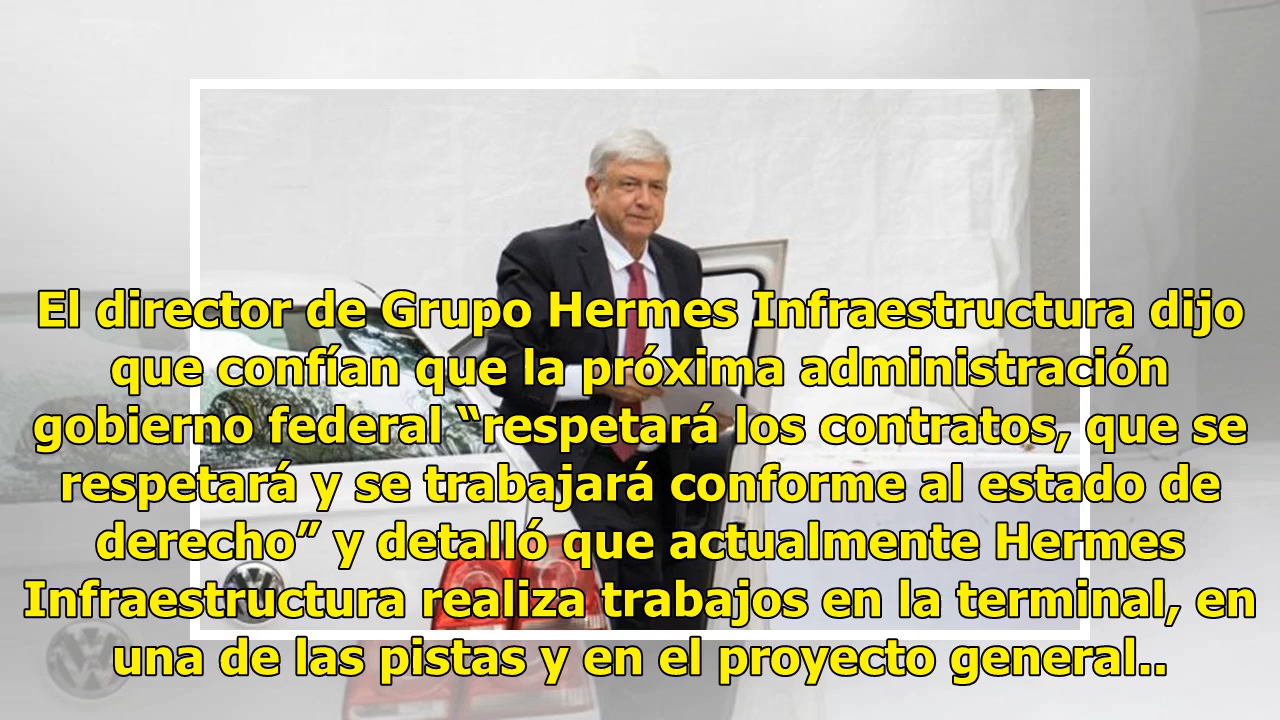 El director de Grupo Hermes Infraestructura dijo
que confían que la próxima administración
gobierno federal “respetará los contratos, que se
respetará y se trabajará conforme al estado de
derecho” y detalló que actualmente Hermes
Infraestructura realiza trabajos en la terminal, en
una de las pistas y en el proyecto general..